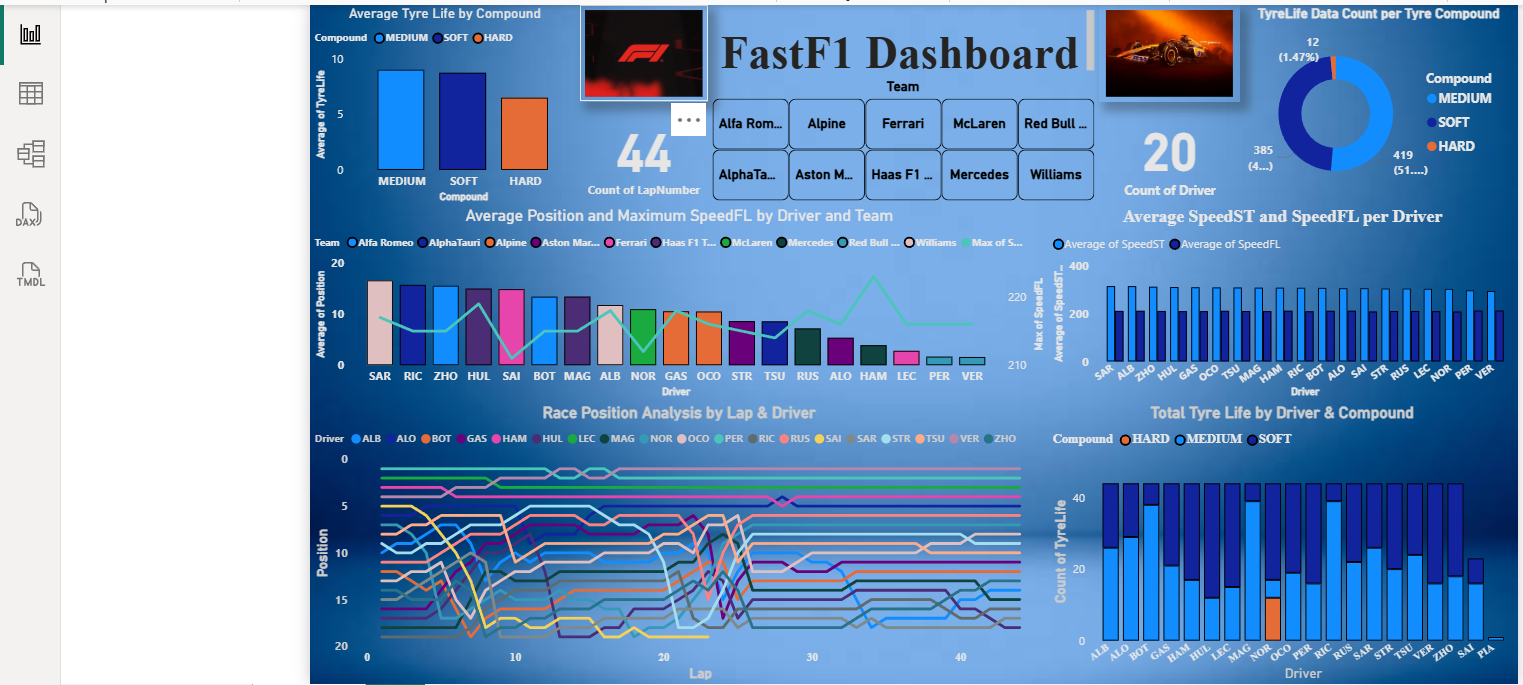 DAX
TMDL
Average Tyre Life by Compound
Compound MEDIUM SOFT HARD
Average of TyreLife
10
5
0
MEDIUM SOFT HARD
Compound
F1
FastF1 Dashboard
Team
Alfa Rom... Alpine Ferrari McLaren Red Bull ...
AlphaTa... Aston M... Haas F1 ... Mercedes Williams
44
Count of LapNumber
20
Count of Driver
TyreLife Data Count per Tyre Compound
12
(1.47%)
385
(4...)
419
(51....)
Compound
MEDIUM
SOFT
HARD
Average Position and Maximum SpeedFL by Driver and Team
Team Alfa Romeo AlphaTauri Alpine Aston Mar... Ferrari Haas F1 T... McLaren Mercedes Red Bull ... Williams Max of S...
Average of Position
20
10
0
220
210
Max of SpeedFL
SAR RIC ZHO HUL SAI BOT MAG ALB NOR GAS OCO STR TSU RUS ALO HAM LEC PER VER
Driver
Average SpeedST and SpeedFL per Driver
Average of SpeedST Average of SpeedFL
Average of SpeedST...
400
200
0
SAR ALB ZHO HUL GAS OCO TSU MAG HAM RIC BOT ALO SAI STR RUS LEC NOR PER VER
Driver
Race Position Analysis by Lap & Driver
Driver ALB ALO BOT GAS HAM HUL LEC MAG NOR OCO PER RIC RUS SAI SAR STR TSU VER ZHO
Position
0
5
10
15
20
0 10 20 30 40
Lap
Total Tyre Life by Driver & Compound
Compound HARD MEDIUM SOFT
Count of TyreLife
40
20
0
ALB ALO BOT GAS HAM HUL LEC MAG NOR OCO PER RIC RUS SAR STR TSU VER ZHO SAI PIA
Driver